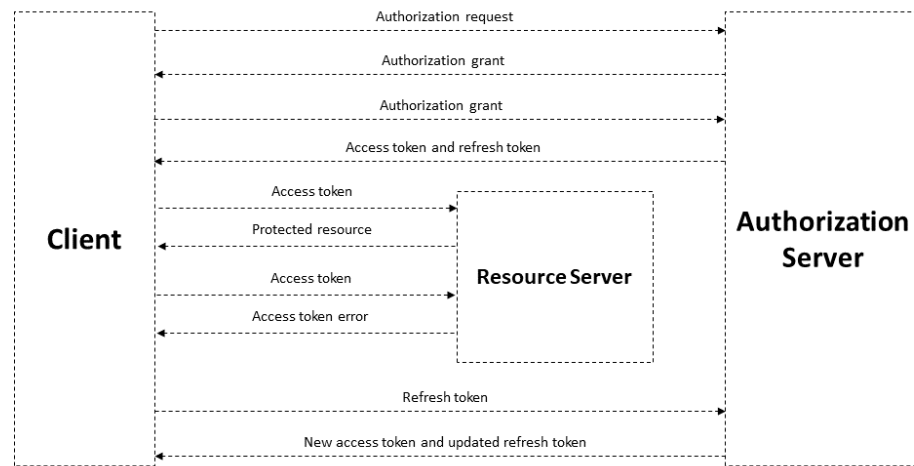 Authorization request
Authorization grant
Authorization grant
Access token and refresh token
Access token
Protected resource
Client
Resource Server
Authorization
Server
Access token
Access token error
Refresh token
New access token and updated refresh token